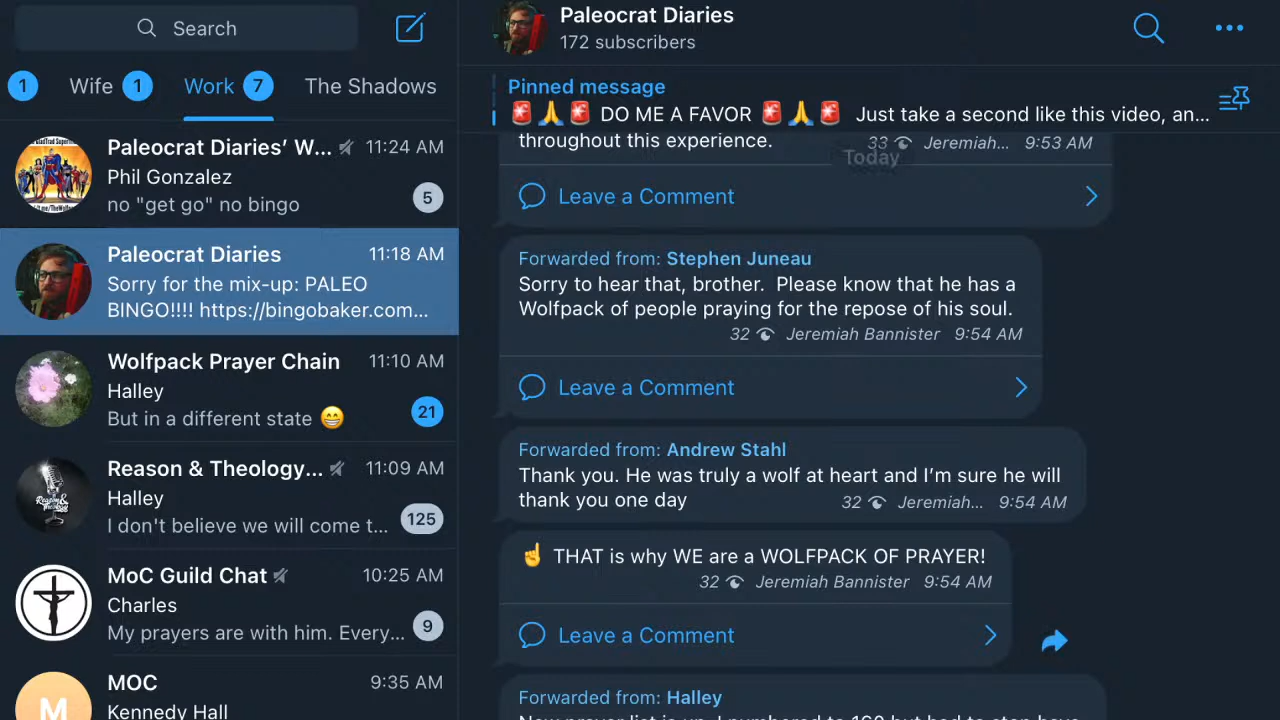 Search
1
Wife 1
Work 7
The Shadows
Paleocrat Diaries’ W... 11:24 AM
Phil Gonzalez
no "get go" no bingo 5
Paleocrat Diaries 11:18 AM
Sorry for the mix-up: PALEO
BINGO!!!! https://bingobaker.com...
Wolfpack Prayer Chain 11:10 AM
Halley
But in a different state 😁 21
Reason & Theology... 11:09 AM
Halley
I don't believe we will come t... 125
MoC Guild Chat 10:25 AM
Charles
My prayers are with him. Every... 9
MOC 9:35 AM
M
Kennedy Hall
Paleocrat Diaries
172 subscribers
Pinned message
🚨🙏🚨 DO ME A FAVOR 🚨🙏🚨 Just take a second like this video, an...
throughout this experience. 33 Jeremiah... 9:53 AM
Today
Leave a Comment
Forwarded from: Stephen Juneau
Sorry to hear that, brother. Please know that he has a
Wolfpack of people praying for the repose of his soul.
32 Jeremiah Bannister 9:54 AM
Leave a Comment
Forwarded from: Andrew Stahl
Thank you. He was truly a wolf at heart and I’m sure he will
thank you one day 32 Jeremiah... 9:54 AM
☝️ THAT is why WE are a WOLFPACK OF PRAYER!
32 Jeremiah Bannister 9:54 AM
Leave a Comment
Forwarded from: Halley